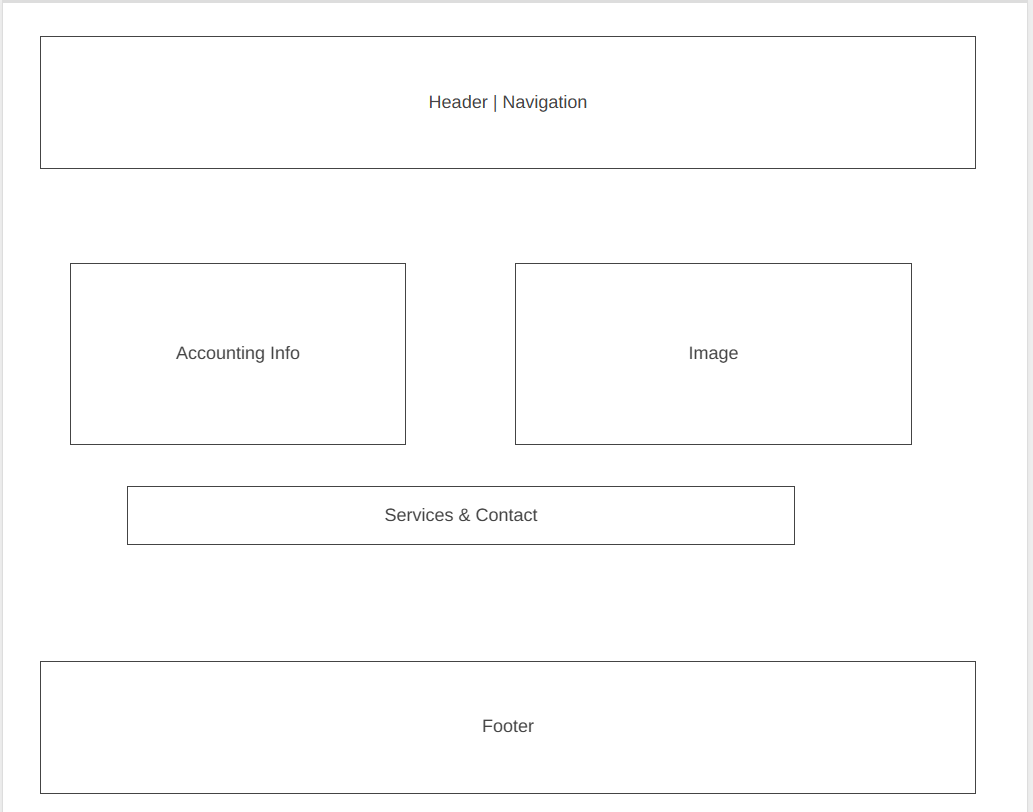 Header | Navigation
Accounting Info
Image
Services & Contact
Footer